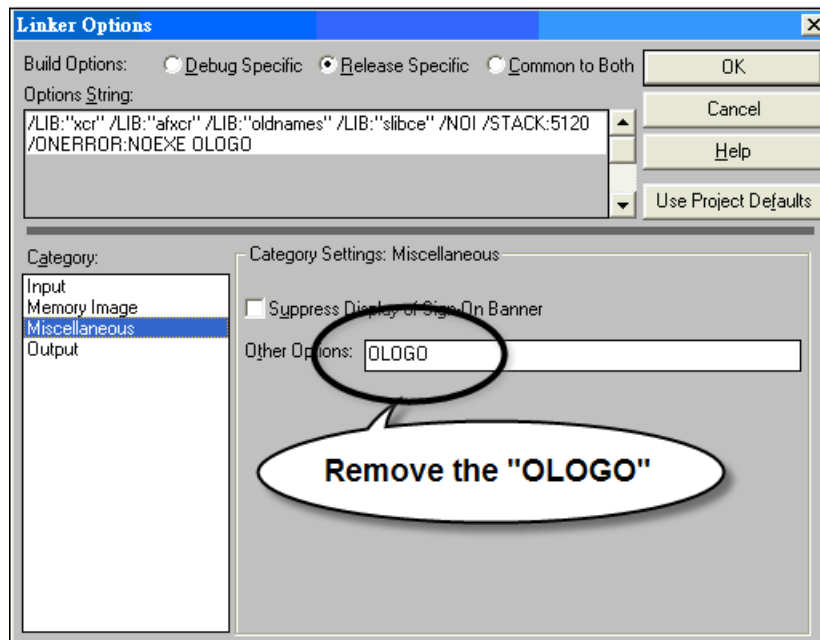 Linker Options
Build Options: Debug Specific Release Specific Common to Both
OK
Options String:
/LIB:"xcr" /LIB:"afxcr" /LIB:"oldnames" /LIB:"slibce" /NOI /STACK:5120
/ONERROR:NOEXE OLOGO
Cancel
Help
Use Project Defaults
Category:
Input
Memory Image
Miscellaneous
Output
Category Settings: Miscellaneous
Suppress Display of Sign-On Banner
Other Options: OLOGO
Remove the "OLOGO"